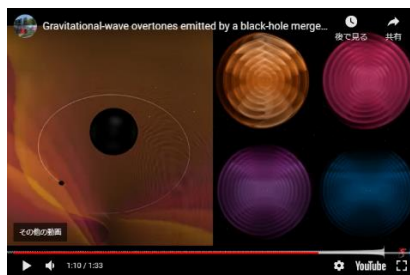 Gravitational-wave overtones emitted by a black-hole merge...
後で見る
共有
その他の動画
1:10 / 1:33
YouTube